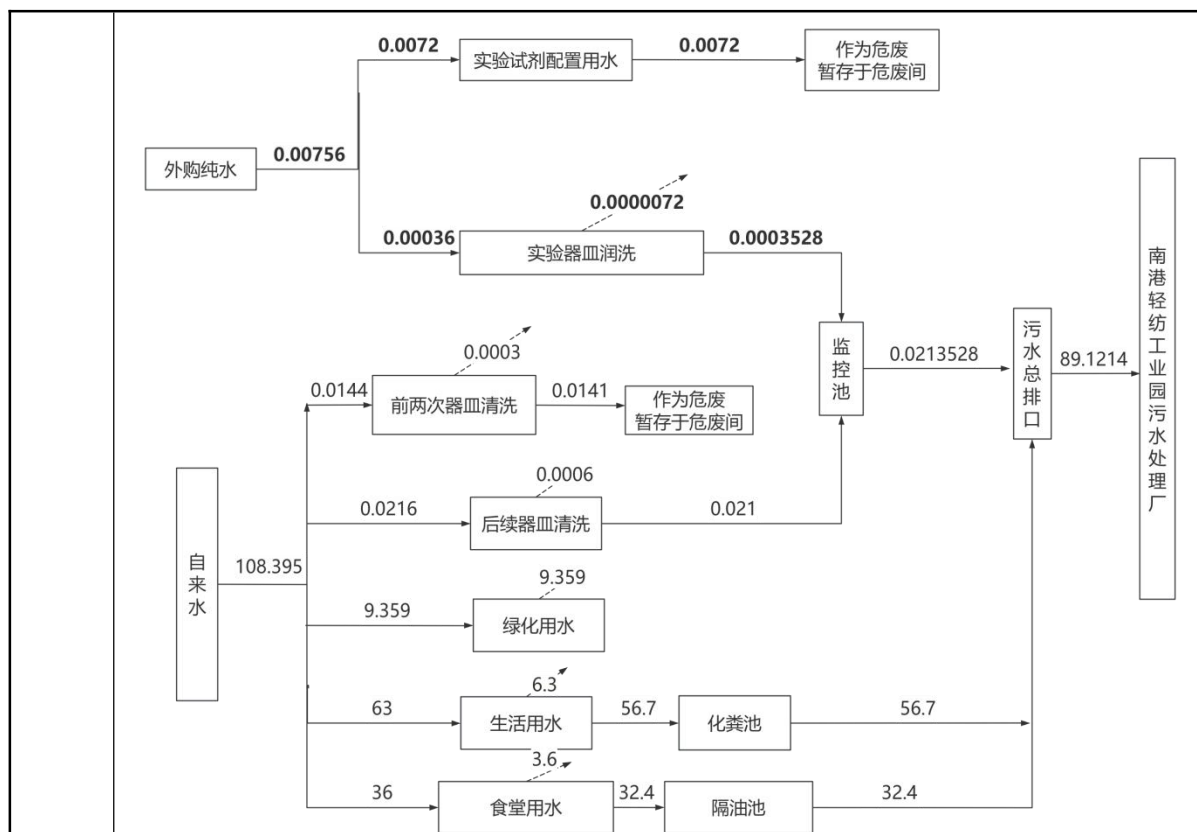 0.0072
实验试剂配置用水
0.0072
作为危废
暂存于危废间
外购纯水
0.00756
0.0000072
0.00036
实验器皿润洗
0.0003528
监控池
0.0213528
污水总排口
89.1214
南港轻纺工业园污水处理厂
0.0003
0.0144
前两次器皿清洗
0.0141
作为危废
暂存于危废间
0.0006
0.0216
后续器皿清洗
0.021
自来水
108.395
9.359
9.359
绿化用水
6.3
63
生活用水
56.7
化粪池
56.7
3.6
36
食堂用水
32.4
隔油池
32.4